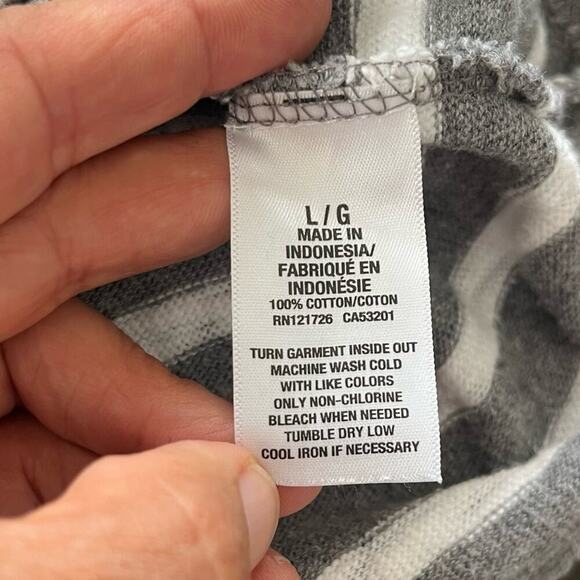 L / G
MADE IN
INDONESIA/
FABRIQUÉ EN
INDONÉSIE
100% COTTON/COTON
RN121726 CA53201
TURN GARMENT INSIDE OUT
MACHINE WASH COLD
WITH LIKE COLORS
ONLY NON-CHLORINE
BLEACH WHEN NEEDED
TUMBLE DRY LOW
COOL IRON IF NECESSARY